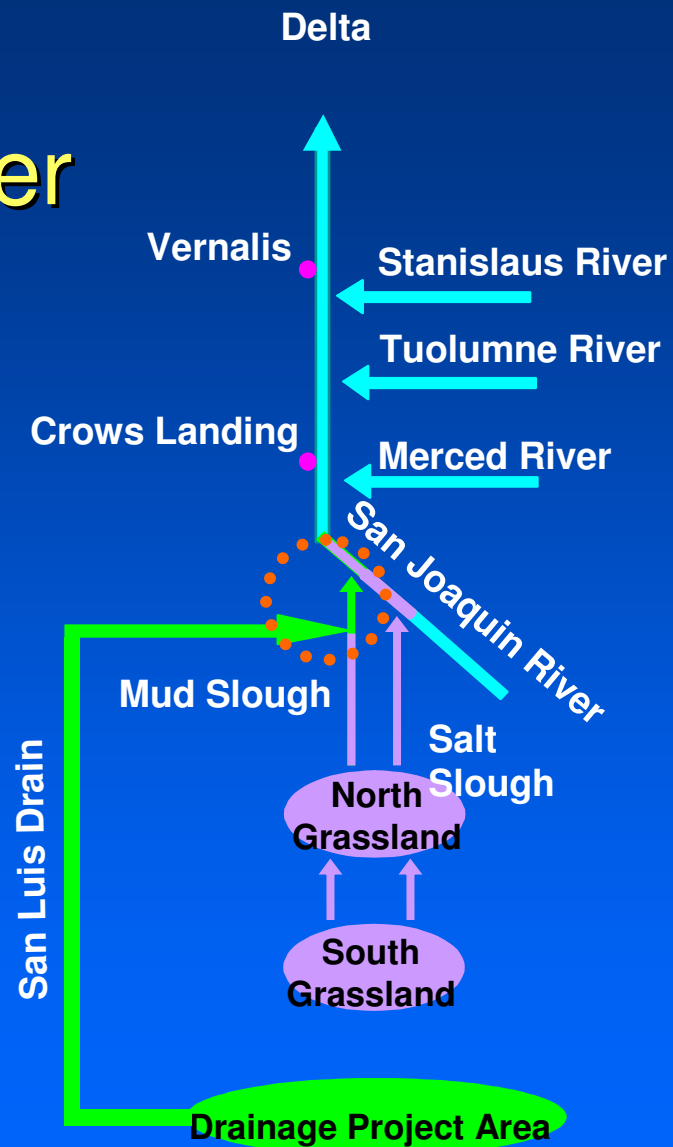 Delta
er
Vernalis
Stanislaus River
Tuolumne River
Crows Landing
Merced River
San Joaquin River
Mud Slough
Salt
Slough
North
Grassland
San Luis Drain
South
Grassland
Drainage Project Area